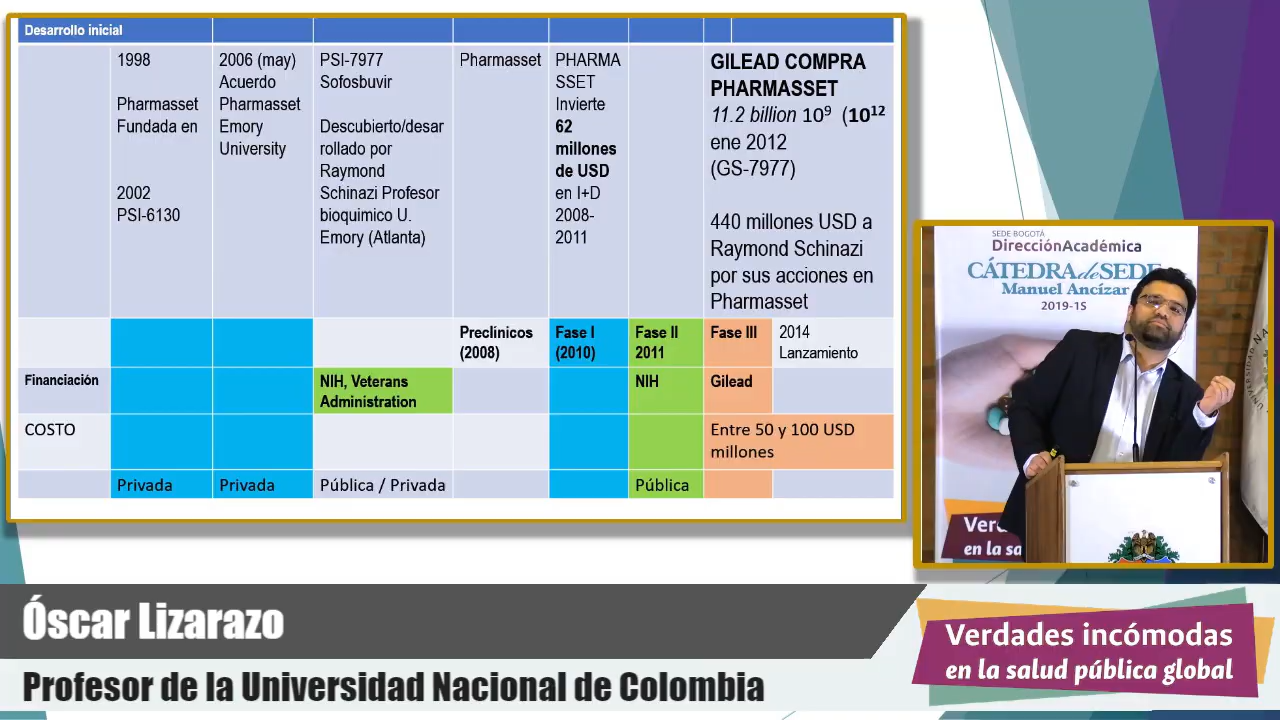 Desarrollo inicial
1998
Pharmasset
Fundada en
2002
PSI-6130
2006 (may)
Acuerdo
Pharmasset
Emory
University
PSI-7977
Sofosbuvir
Descubierto/desar
rollado por
Raymond
Schinazi Profesor
bioquimico U.
Emory (Atlanta)
Pharmasset
PHARMA
SSET
Invierte
62
millones
de USD
en I+D
2008-
2011
GILEAD COMPRA
PHARMASSET
11.2 billion 10⁹ (10¹²
ene 2012
(GS-7977)
440 millones USD a
Raymond Schinazi
por sus acciones en
Pharmasset
Preclínicos
(2008)
Fase I
(2010)
Fase II
2011
Fase III
2014
Lanzamiento
Financiación
NIH, Veterans
Administration
NIH
Gilead
COSTO
Entre 50 y 100 USD
millones
Privada
Privada
Pública / Privada
Pública
SEDE BOGOTÁ
DirecciónAcadémica
CÁTEDRAdeSEDE
Manuel Ancízar
2019-1S
en la sa
Óscar Lizarazo
Profesor de la Universidad Nacional de Colombia
Verdades incómodas
en la salud pública global